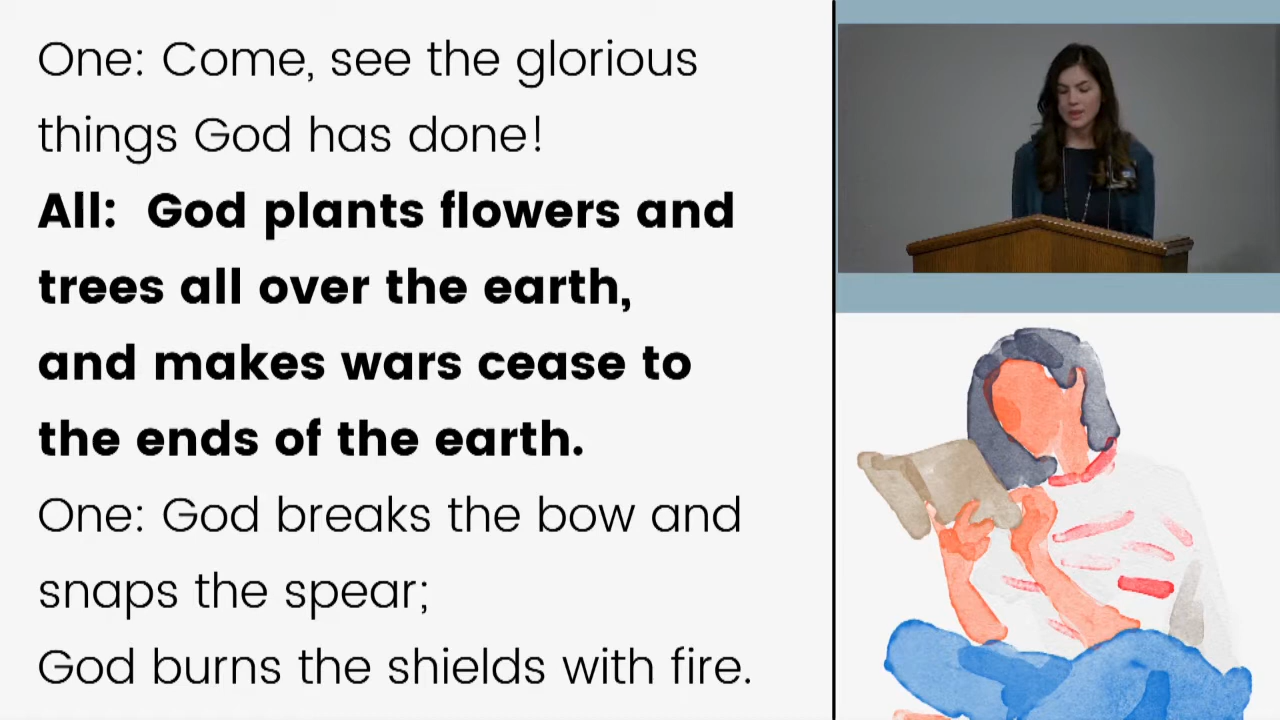 One: Come, see the glorious
things God has done!
All:  God plants flowers and
trees all over the earth,
and makes wars cease to
the ends of the earth.
One: God breaks the bow and
snaps the spear;
God burns the shields with fire.